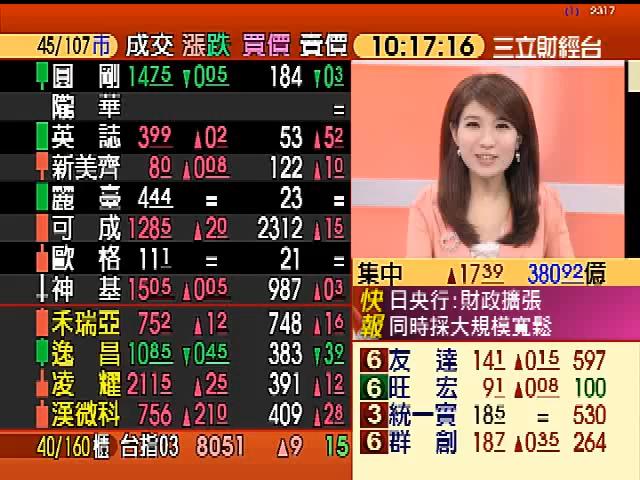 (1) 2317
45/107市 成交 漲跌 買價 賣價
10:17:16 三立財經台
圓剛 1475 ▼005 184 ▼03
隴華 =
英誌 399 ▲02 53 ▲52
新美齊 80 ▲008 122 ▲10
麗臺 444 = 23 =
可成 1285 ▲20 2312 ▲15
歐格 111 = 21 =
神基 1505 ▲005 987 ▲03
禾瑞亞 752 ▲12 748 ▲16
逸昌 1085 ▼045 383 ▼39
凌耀 2115 ▲25 391 ▲12
漢微科 756 ▲210 409 ▲28
40/160櫃 台指03 8051 △9 15
集中 ▲1739 38092億
快報 日央行:財政擴張
同時採大規模寬鬆
6 友達 141 ▲015 597
6 旺宏 91 ▲008 100
3 統一實 185 = 530
6 群創 187 ▲035 264